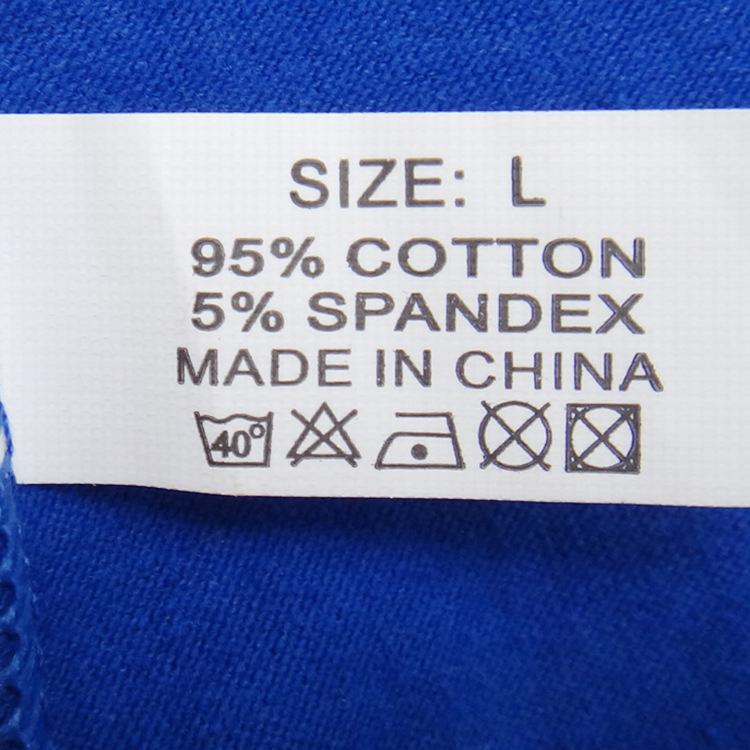 SIZE: L
95% COTTON
5% SPANDEX
MADE IN CHINA
40°